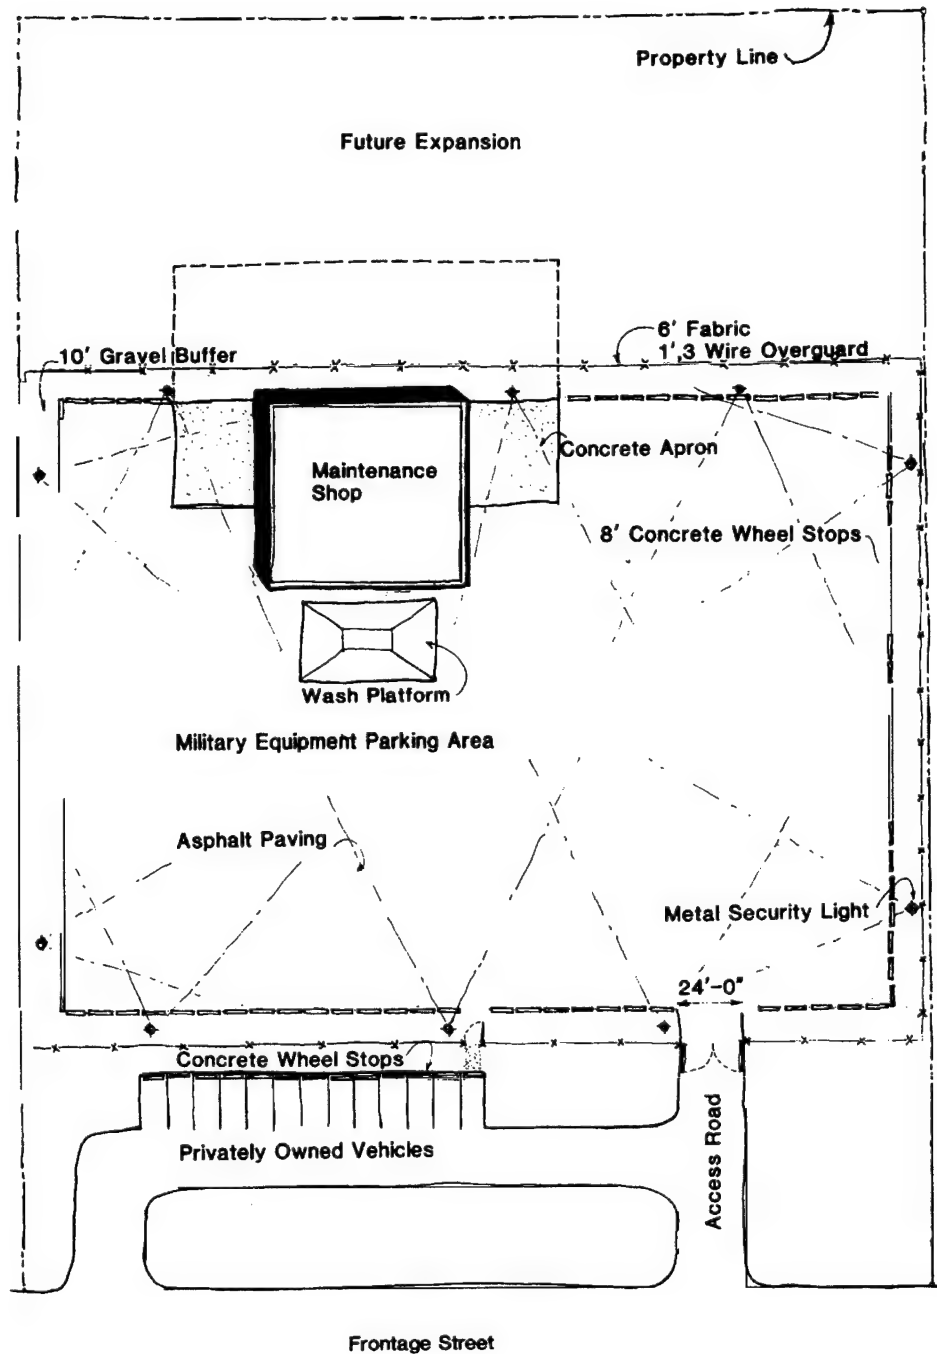 Property Line
Future Expansion
6' Fabric
1',3 Wire Overguard
10' Gravel Buffer
Concrete Apron
Maintenance
Shop
8' Concrete Wheel Stops
Wash Platform
Military Equipment Parking Area
Asphalt Paving
Metal Security Light
24'-0"
Concrete Wheel Stops
Access Road
Privately Owned Vehicles
Frontage Street